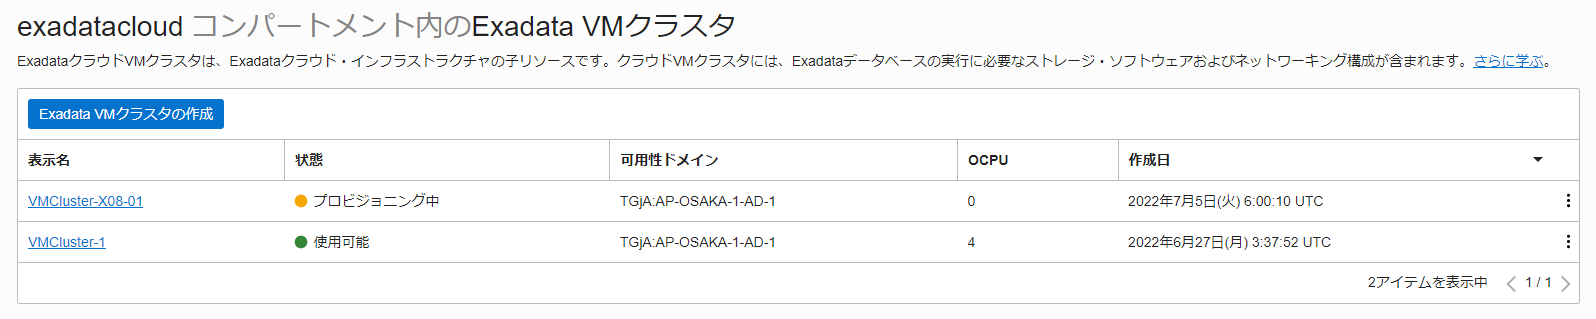 exadatacloud コンパートメント内のExadata VMクラスタ
ExadataクラウドVMクラスタは、Exadataクラウド・インフラストラクチャの子リソースです。クラウドVMクラスタには、Exadataデータベースの実行に必要なストレージ・ソフトウェアおよびネットワーキング構成が含まれます。さらに学ぶ。
Exadata VMクラスタの作成
表示名 状態 可用性ドメイン OCPU 作成日
VMCluster-X08-01 プロビジョニング中 TGjA:AP-OSAKA-1-AD-1 0 2022年7月5日(火) 6:00:10 UTC
VMCluster-1 使用可能 TGjA:AP-OSAKA-1-AD-1 4 2022年6月27日(月) 3:37:52 UTC
2アイテムを表示中 1 / 1